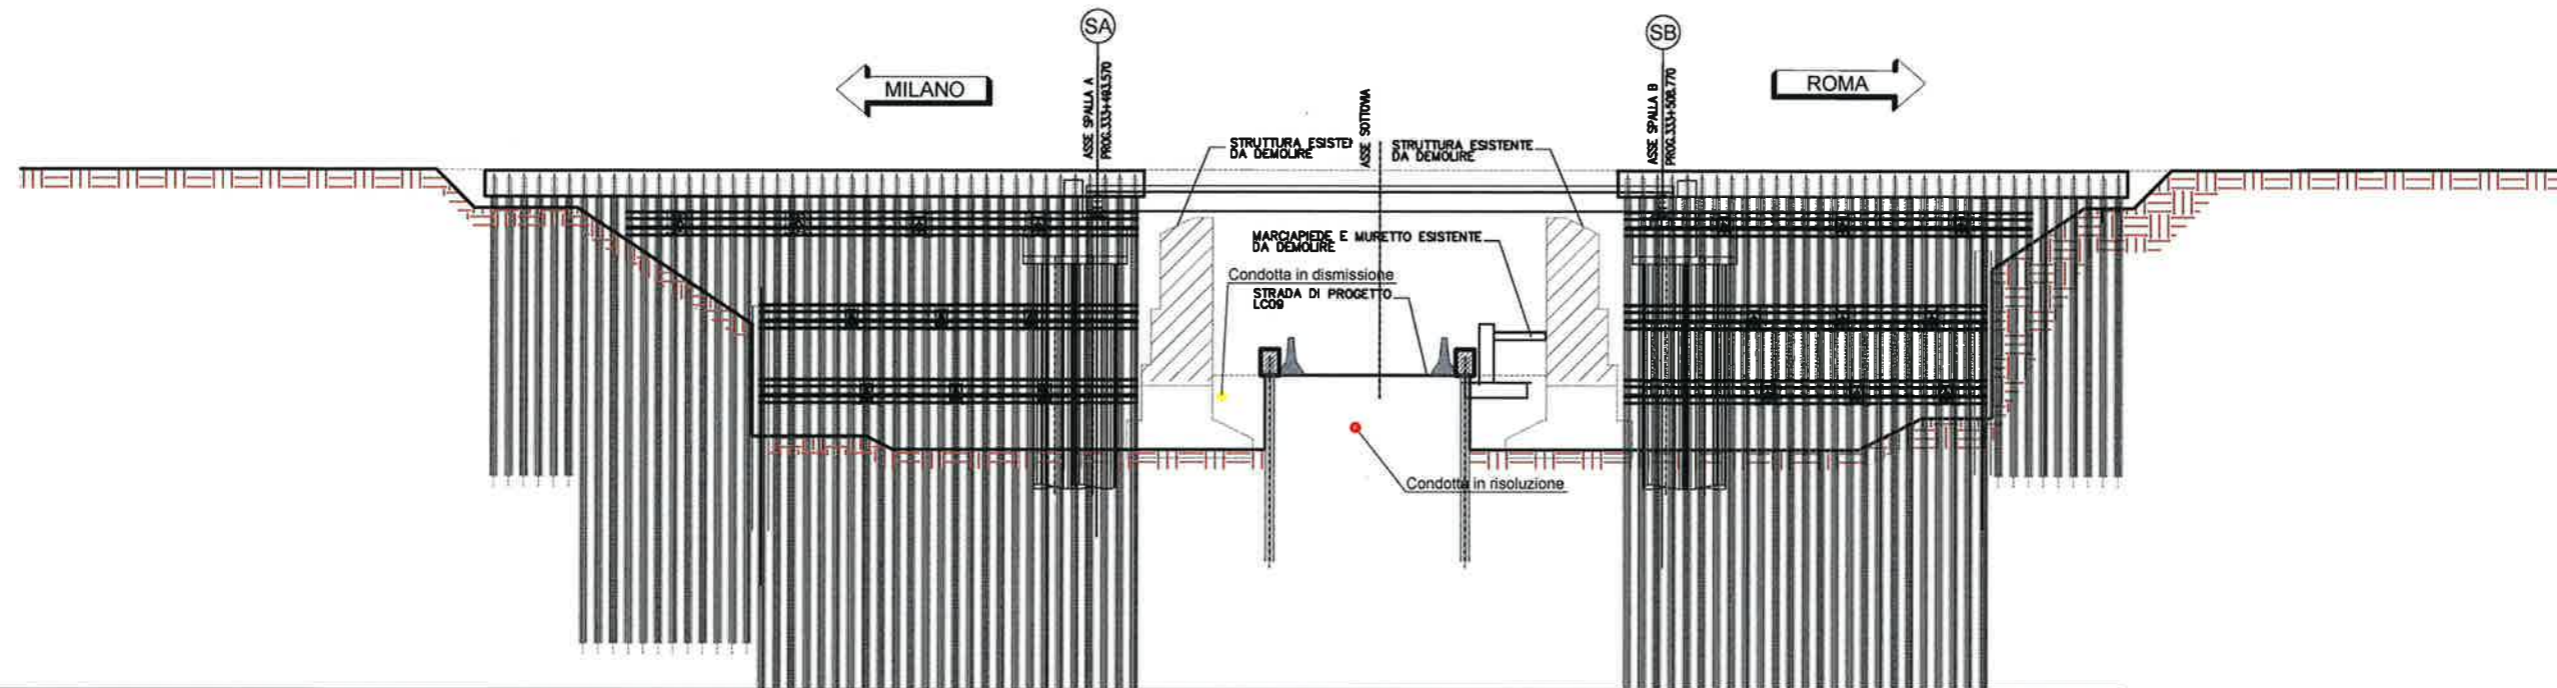 SA
SB
MILANO
ROMA
ASSE SPALLA A
PROG.333+493.570
ASSE SOTTOVIA
ASSE SPALLA B
PROG.333+508.770
STRUTTURA ESISTE
DA DEMOLIRE
STRUTTURA ESISTENTE
DA DEMOLIRE
MARCIAPIEDE E MURETTO ESISTENTE
DA DEMOLIRE
Condotta in dismissione
STRADA DI PROGETTO
LC09
Condotta in risoluzione